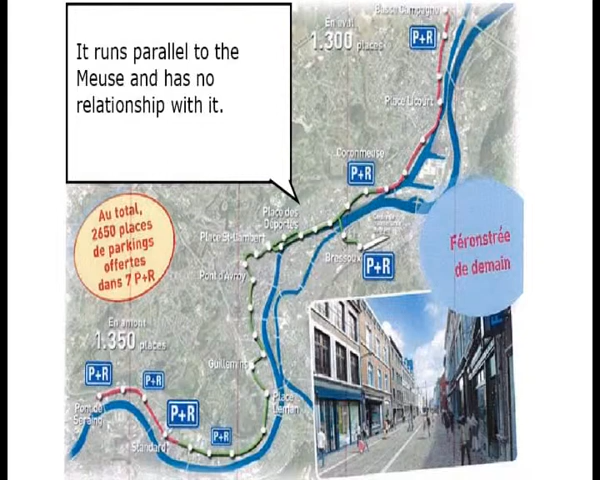 It runs parallel to the
Meuse and has no
relationship with it.
En aval
1.300 places
Basse Campagne
P+R
Place Licourt
Coronmeuse
P+R
Place des
Déportés
Place St-Lambert
Pont d'Avroy
Bressoux
P+R
Au total,
2650 places
de parkings
offertes
dans 7 P+R
Féronstrée
de demain
En amont
1.350 places
P+R
P+R
P+R
P+R
Guillemins
Place
Leman
Pont de
Seraing
Standard